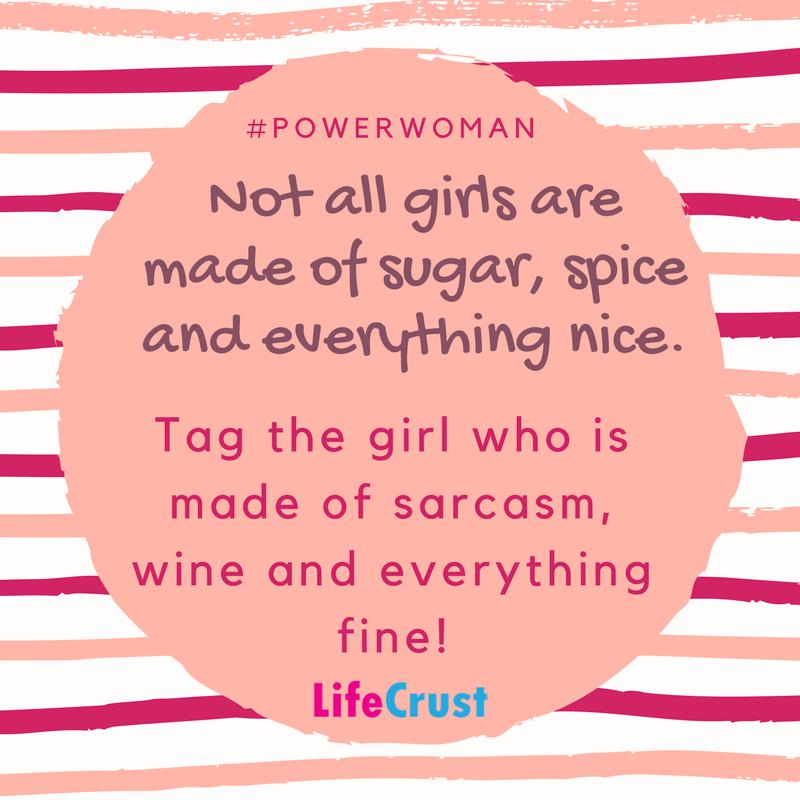 #POWERWOMAN
Not all girls are
made of sugar, spice
and everything nice.
Tag the girl who is
made of sarcasm,
wine and everything
fine!
LifeCrust